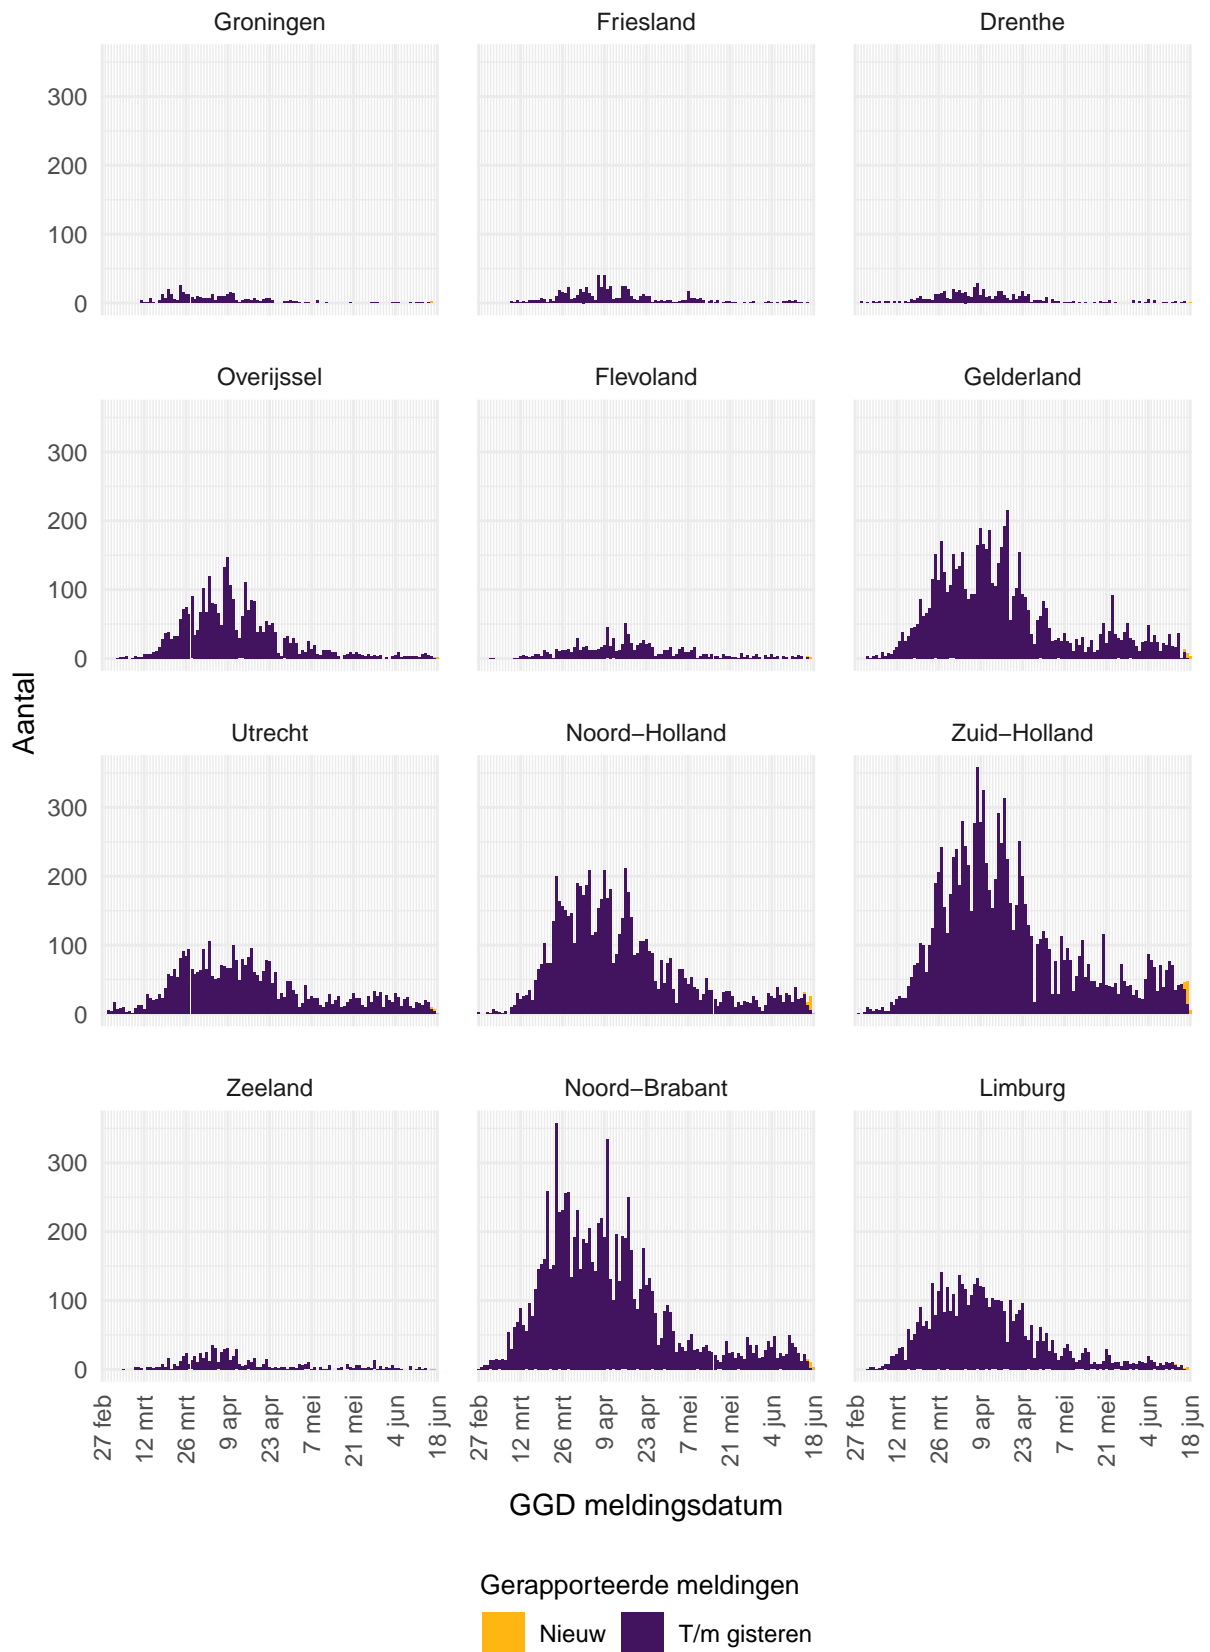 Groningen Friesland Drenthe
300
200
100
0
Overijssel Flevoland Gelderland
300
200
100
0
Aantal
Utrecht Noord−Holland Zuid−Holland
300
200
100
0
Zeeland Noord−Brabant Limburg
300
200
100
0
27 feb 12 mrt 26 mrt 9 apr 23 apr 7 mei 21 mei 4 jun 18 jun 27 feb 12 mrt 26 mrt 9 apr 23 apr 7 mei 21 mei 4 jun 18 jun 27 feb 12 mrt 26 mrt 9 apr 23 apr 7 mei 21 mei 4 jun 18 jun
GGD meldingsdatum
Gerapporteerde meldingen
Nieuw T/m gisteren